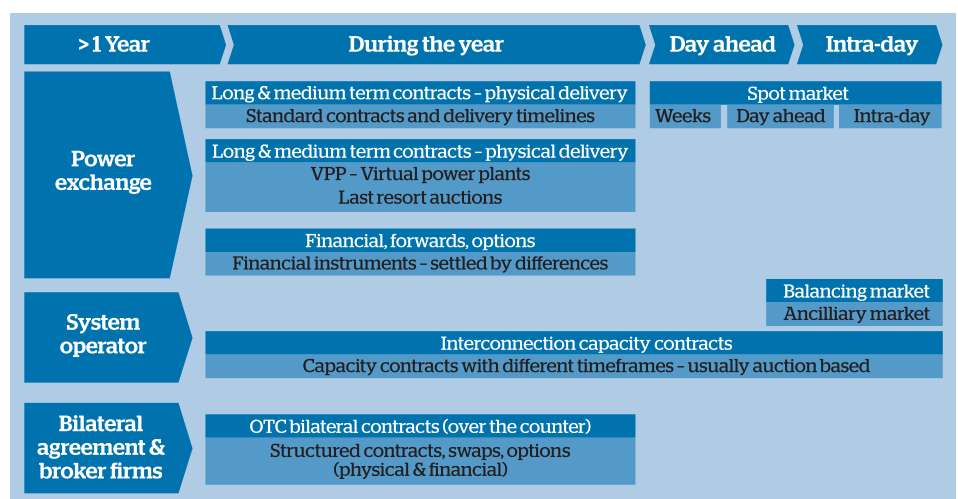 >1 Year
During the year
Day ahead
Intra-day
Power
exchange
Long & medium term contracts – physical delivery
Standard contracts and delivery timelines
Spot market
Weeks
Day ahead
Intra-day
Long & medium term contracts – physical delivery
VPP – Virtual power plants
Last resort auctions
Financial, forwards, options
Financial instruments – settled by differences
System
operator
Balancing market
Ancilliary market
Interconnection capacity contracts
Capacity contracts with different timeframes – usually auction based
Bilateral
agreement &
broker firms
OTC bilateral contracts (over the counter)
Structured contracts, swaps, options
(physical & financial)